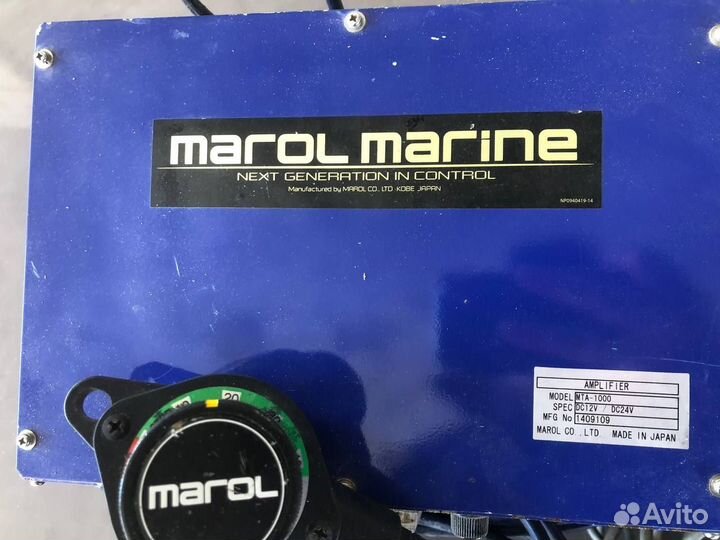 marol marine
NEXT GENERATION IN CONTROL
Manufactured by MAROL CO., LTD KOBE JAPAN
NP0940419-14
AMPLIFIER
MODEL MTA-1000
SPEC DC12V / DC24V
MFG No 1409109
MAROL CO.,LTD. MADE IN JAPAN
20
marol
Avito